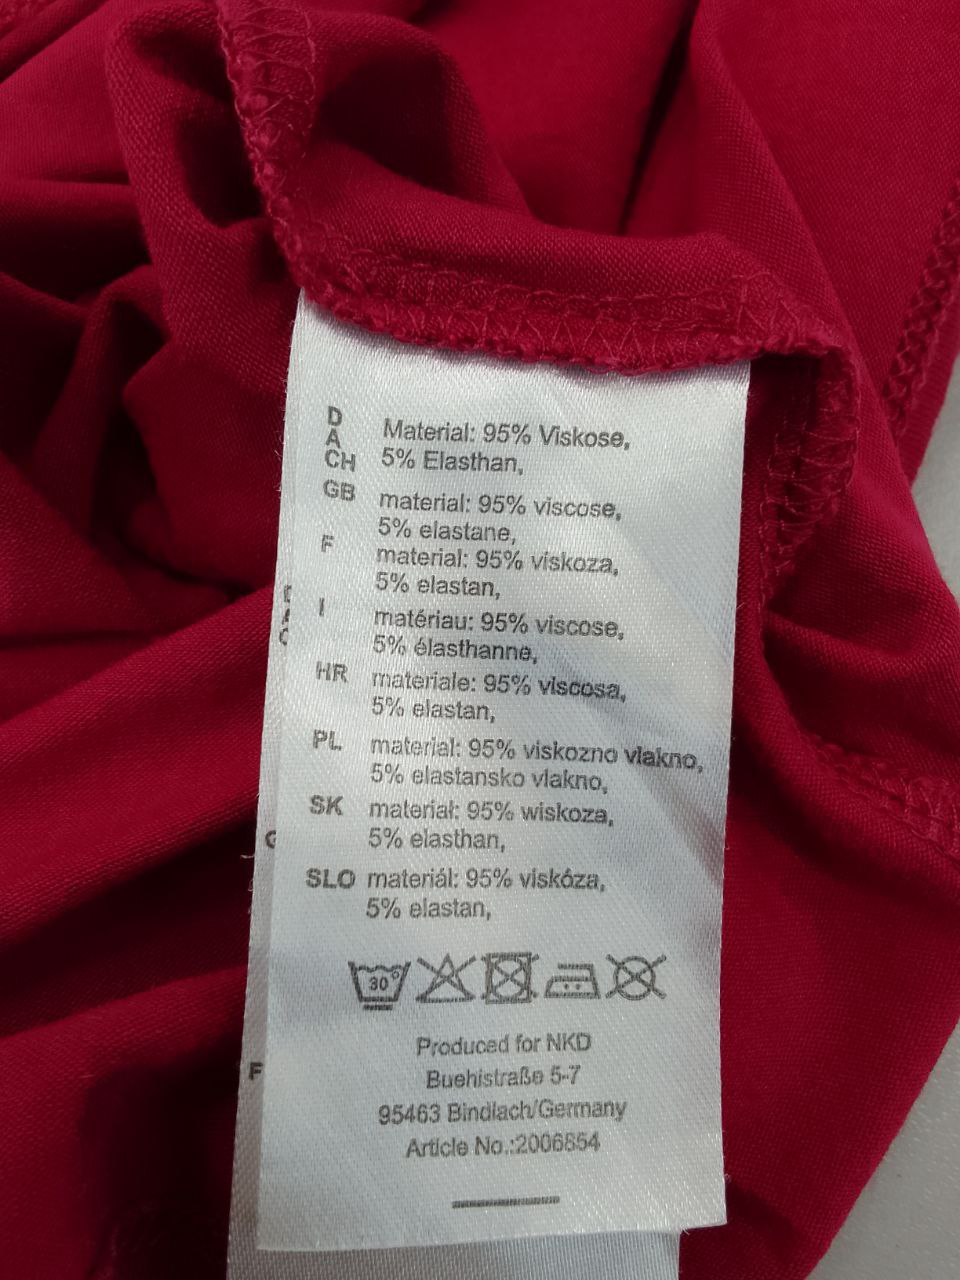 D
A
CH
Material: 95% Viskose,
5% Elasthan,
GB
material: 95% viscose,
5% elastane,
F
material: 95% viskoza,
5% elastan,
I
matériau: 95% viscose,
5% élasthanne,
HR
materiale: 95% viscosa,
5% elastan,
PL
material: 95% viskozno vlakno,
5% elastansko vlakno,
SK
materiał: 95% wiskoza,
5% elasthan,
SLO
materiál: 95% viskóza,
5% elastan,
30°
Produced for NKD
Buehlstraße 5-7
95463 Bindlach/Germany
Article No.:2006854
F